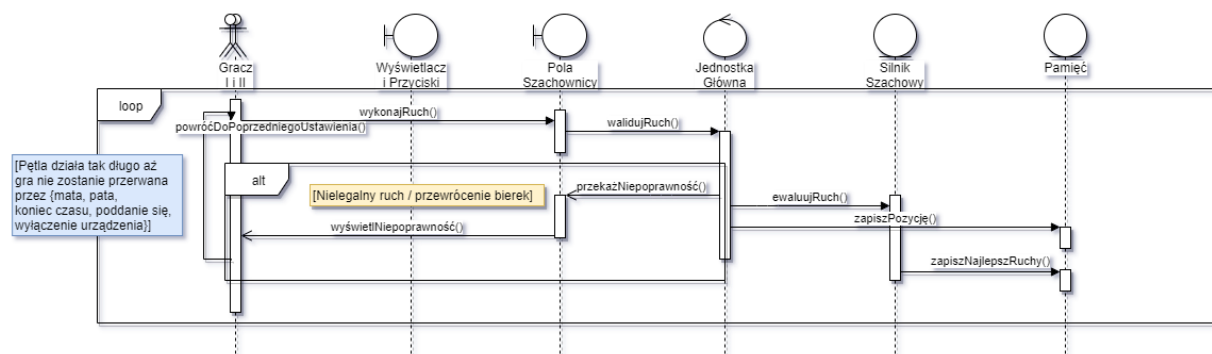 Gracz
I i II
Wyświetlacz
i Przyciski
Pola
Szachownicy
Jednostka
Główna
Silnik
Szachowy
Pamięć
loop
wykonajRuch()
powróćDoPoprzedniegoUstawienia()
walidujRuch()
[Pętla działa tak długo aż
gra nie zostanie przerwana
przez {mata, pata,
koniec czasu, poddanie się,
wyłączenie urządzenia}]
alt
[Nielegalny ruch / przewrócenie bierek]
przekażNiepoprawność()
ewaluujRuch()
zapiszPozycję()
wyświetlNiepoprawność()
zapiszNajlepszRuchy()